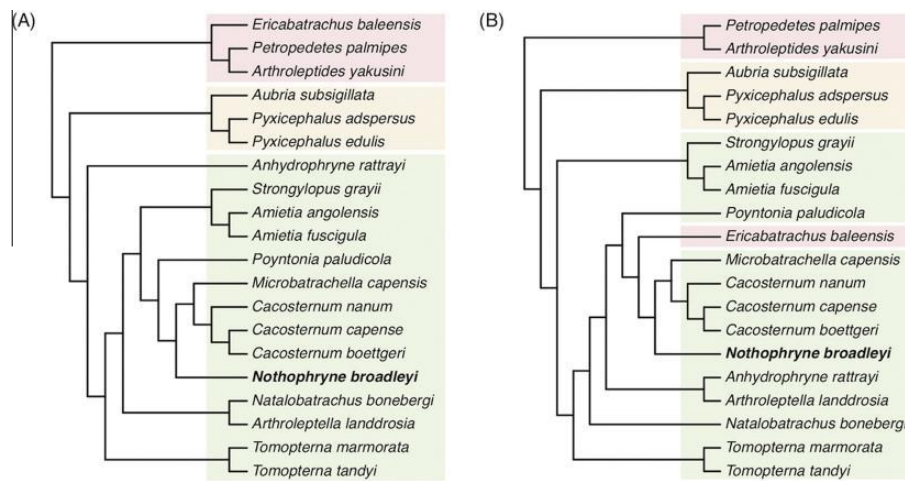 (A)
Ericabatrachus baleensis
Petropedetes palmipes
Arthroleptides yakusini
Aubria subsigillata
Pyxicephalus adspersus
Pyxicephalus edulis
Anhydrophryne rattrayi
Strongylopus grayii
Amietia angolensis
Amietia fuscigula
Poyntonia paludicola
Microbatrachella capensis
Cacosternum nanum
Cacosternum capense
Cacosternum boettgeri
Nothophryne broadleyi
Natalobatrachus bonebergi
Arthroleptella landdrosia
Tomopterna marmorata
Tomopterna tandyi
(B)
Petropedetes palmipes
Arthroleptides yakusini
Aubria subsigillata
Pyxicephalus adspersus
Pyxicephalus edulis
Strongylopus grayii
Amietia angolensis
Amietia fuscigula
Poyntonia paludicola
Ericabatrachus baleensis
Microbatrachella capensis
Cacosternum nanum
Cacosternum capense
Cacosternum boettgeri
Nothophryne broadleyi
Anhydrophryne rattrayi
Arthroleptella landdrosia
Natalobatrachus bonebergi
Tomopterna marmorata
Tomopterna tandyi